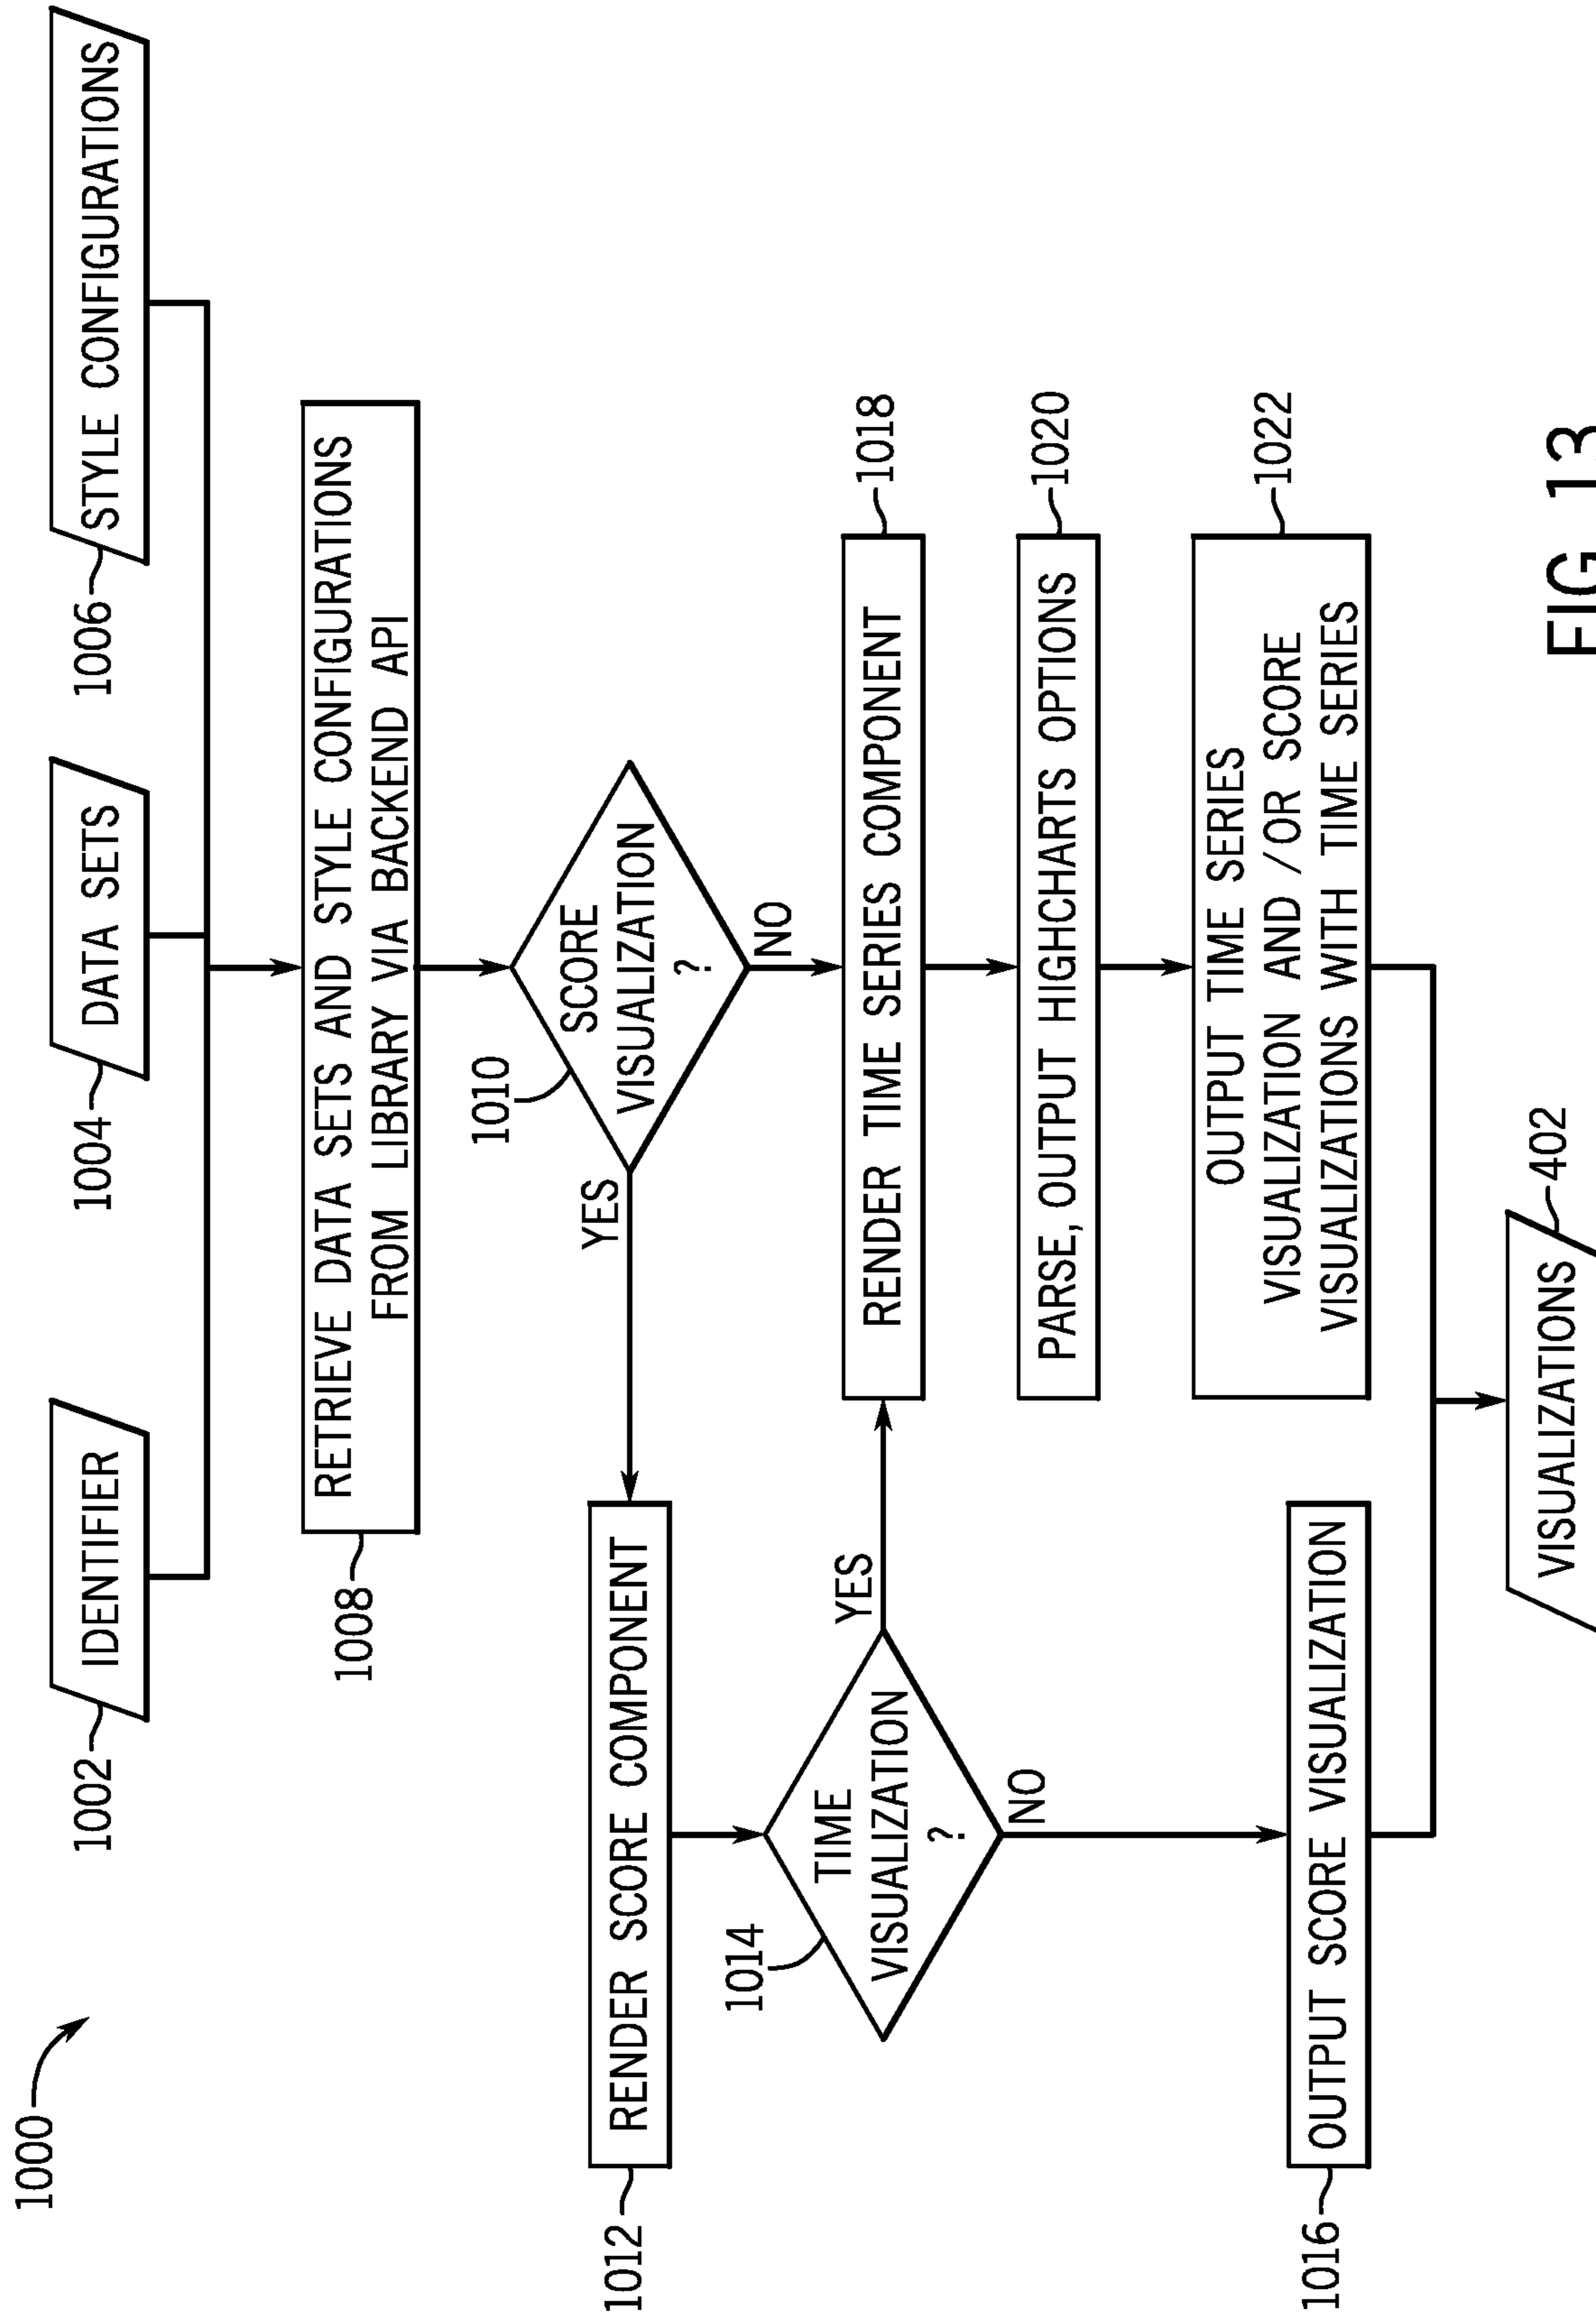 1000
1002
IDENTIFIER
1004
DATA SETS
1006
STYLE CONFIGURATIONS
1008
RETRIEVE DATA SETS AND STYLE CONFIGURATIONS
FROM LIBRARY VIA BACKEND API
1010
SCORE
VISUALIZATION
?
YES
NO
1012
RENDER SCORE COMPONENT
1014
TIME
VISUALIZATION
?
YES
NO
RENDER TIME SERIES COMPONENT
1018
PARSE, OUTPUT HIGHCHARTS OPTIONS
1020
OUTPUT TIME SERIES
VISUALIZATION AND /OR SCORE
VISUALIZATIONS WITH TIME SERIES
1022
1016
OUTPUT SCORE VISUALIZATION
VISUALIZATIONS
402
FIG. 13